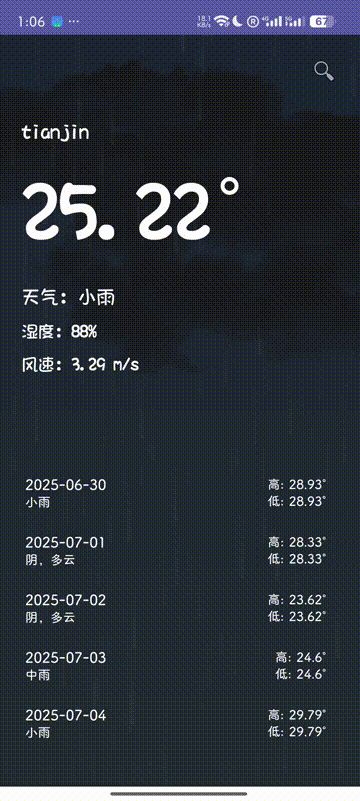 1:06 ... 18.1 KB/s R 4G 5G 67
tianjin
25.22°
天气: 小雨
湿度: 88%
风速: 3.29 m/s
2025-06-30 高: 28.93°
小雨 低: 28.93°
2025-07-01 高: 28.33°
阴，多云 低: 28.33°
2025-07-02 高: 23.62°
阴，多云 低: 23.62°
2025-07-03 高: 24.6°
中雨 低: 24.6°
2025-07-04 高: 29.79°
小雨 低: 29.79°